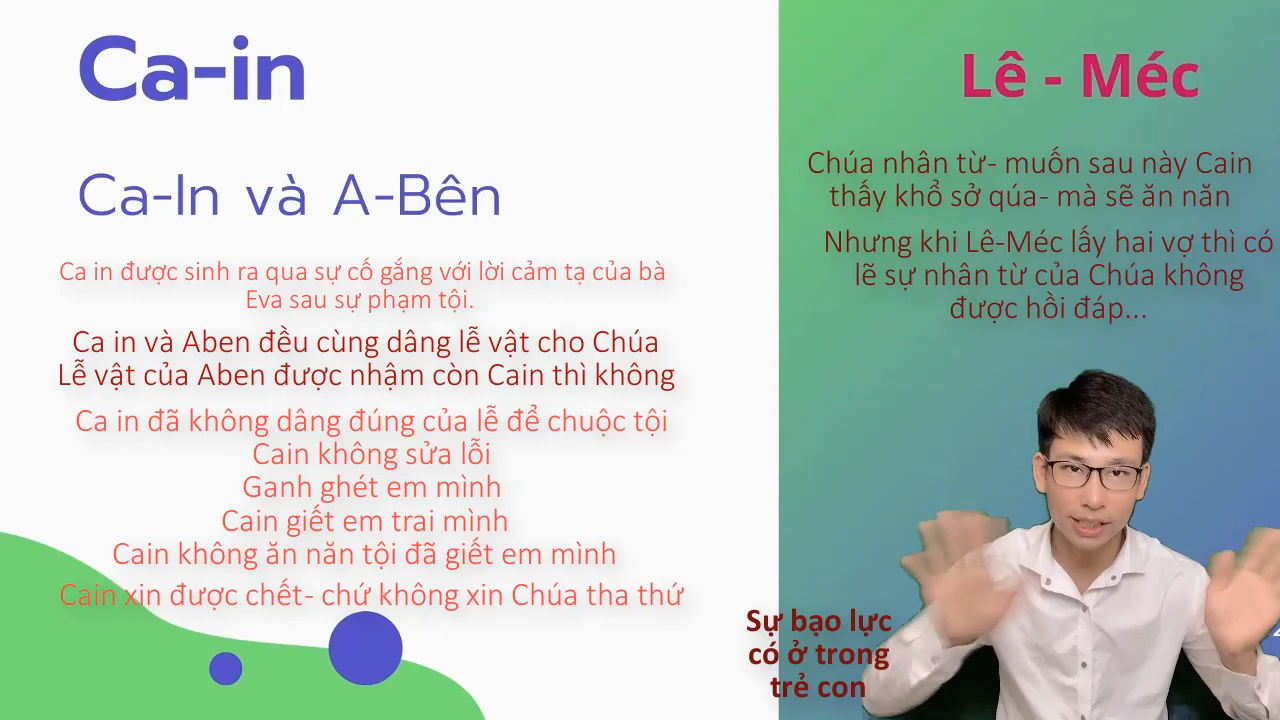 Ca-in
Ca-In và A-Bên
Ca in được sinh ra qua sự cố gắng với lời cảm tạ của bà
Eva sau sự phạm tội.
Ca in và Aben đều cùng dâng lễ vật cho Chúa
Lễ vật của Aben được nhậm còn Cain thì không
Ca in đã không dâng đúng của lễ để chuộc tội
Cain không sửa lỗi
Ganh ghét em mình
Cain giết em trai mình
Cain không ăn năn tội đã giết em mình
Cain xin được chết- chứ không xin Chúa tha thứ
Lê - Méc
Chúa nhân từ- muốn sau này Cain
thấy khổ sở qúa- mà sẽ ăn năn
Nhưng khi Lê-Méc lấy hai vợ thì có
lẽ sự nhân từ của Chúa không
được hồi đáp...
Sự bạo lực
có ở trong
trẻ con